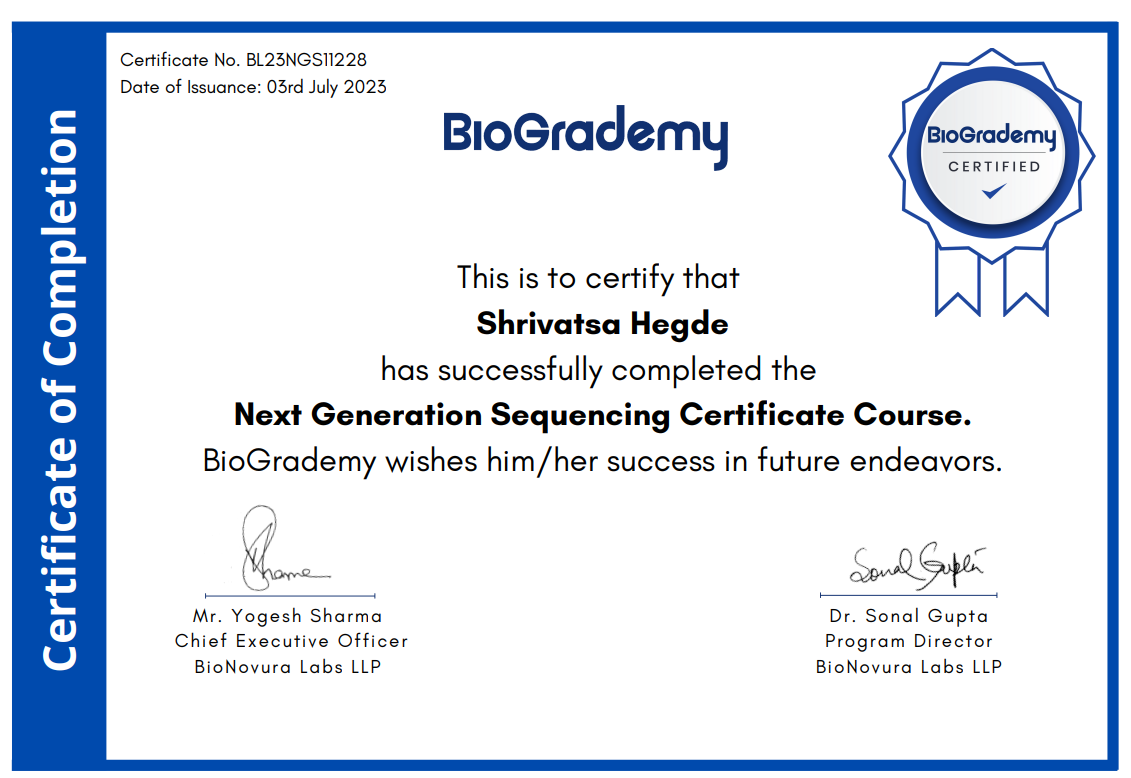 Certificate of Completion
Certificate No. BL23NGS11228
Date of Issuance: 03rd July 2023
BioGrademy
BioGrademy
CERTIFIED
This is to certify that
Shrivatsa Hegde
has successfully completed the
Next Generation Sequencing Certificate Course.
BioGrademy wishes him/her success in future endeavors.
Sonal Gupta
Mr. Yogesh Sharma
Chief Executive Officer
BioNovura Labs LLP
Dr. Sonal Gupta
Program Director
BioNovura Labs LLP